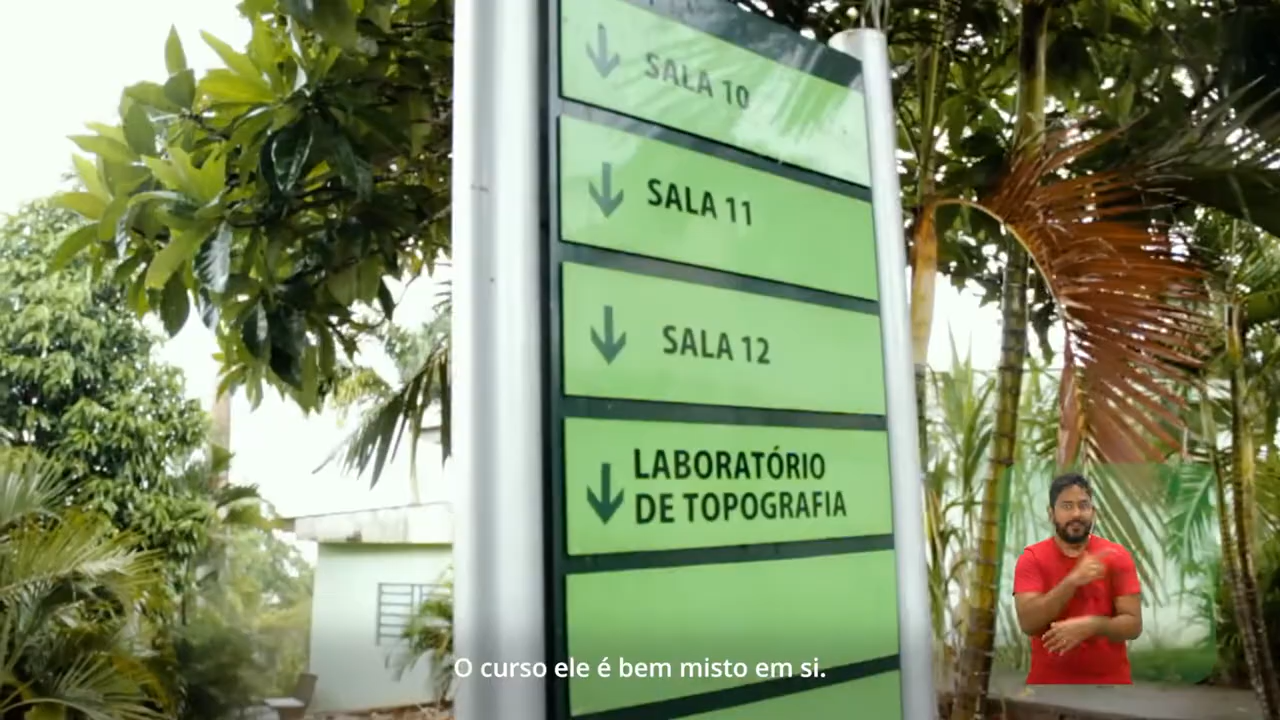 SALA 10
SALA 11
SALA 12
LABORATÓRIO
DE TOPOGRAFIA
O curso ele é bem misto em si.